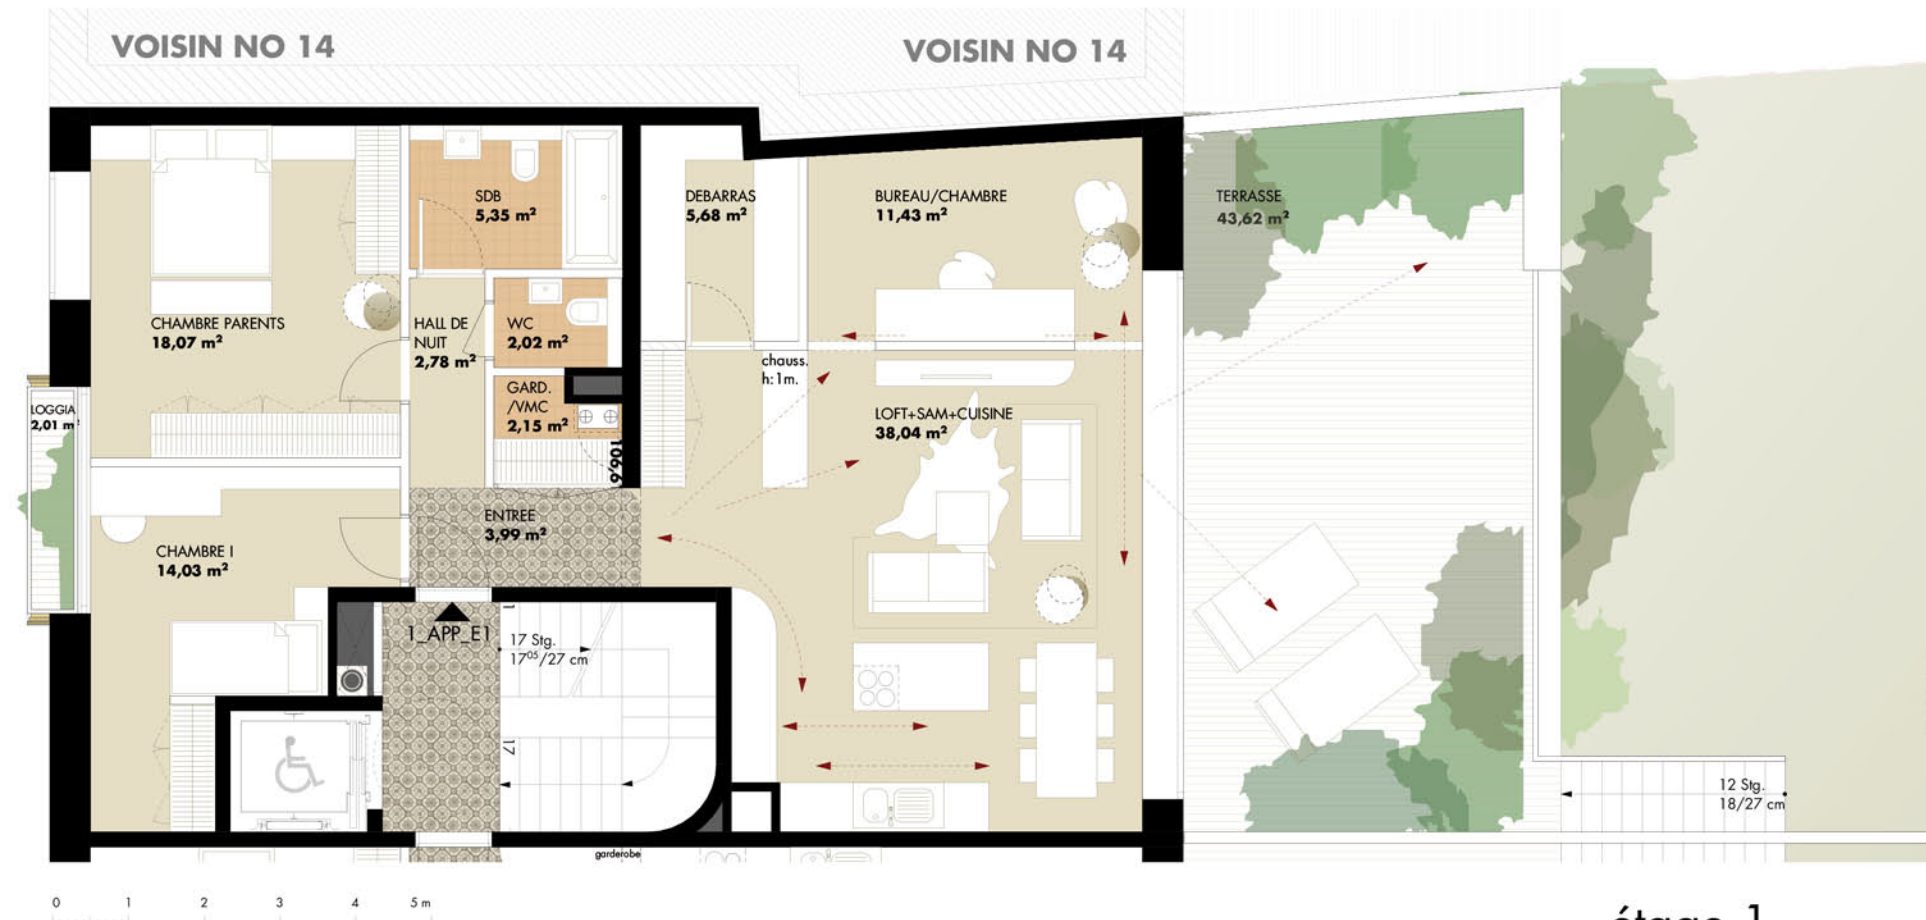 VOISIN NO 14
VOISIN NO 14
SDB
5,35 m²
DEBARRAS
5,68 m²
BUREAU/CHAMBRE
11,43 m²
TERRASSE
43,62 m²
CHAMBRE PARENTS
18,07 m²
HALL DE
NUIT
2,78 m²
WC
2,02 m²
chauss.
h: 1m.
GARD.
/VMC
2,15 m²
LOGGIA
2,01 m²
LOFT+SAM+CUISINE
38,04 m²
106,61
ENTREE
3,99 m²
CHAMBRE I
14,03 m²
1_APP_E1
1
17 Stg.
17⁰⁵/27 cm
17
12 Stg.
18/27 cm
garderobe
0 1 2 3 4 5 m
étage 1